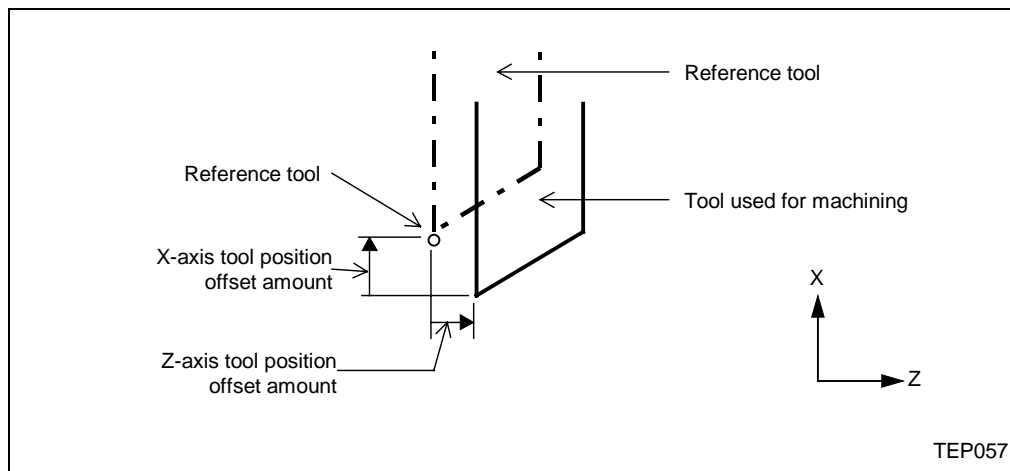 Reference tool
Reference tool
Tool used for machining
X-axis tool position
offset amount
X
Z-axis tool position
offset amount
Z
TEP057